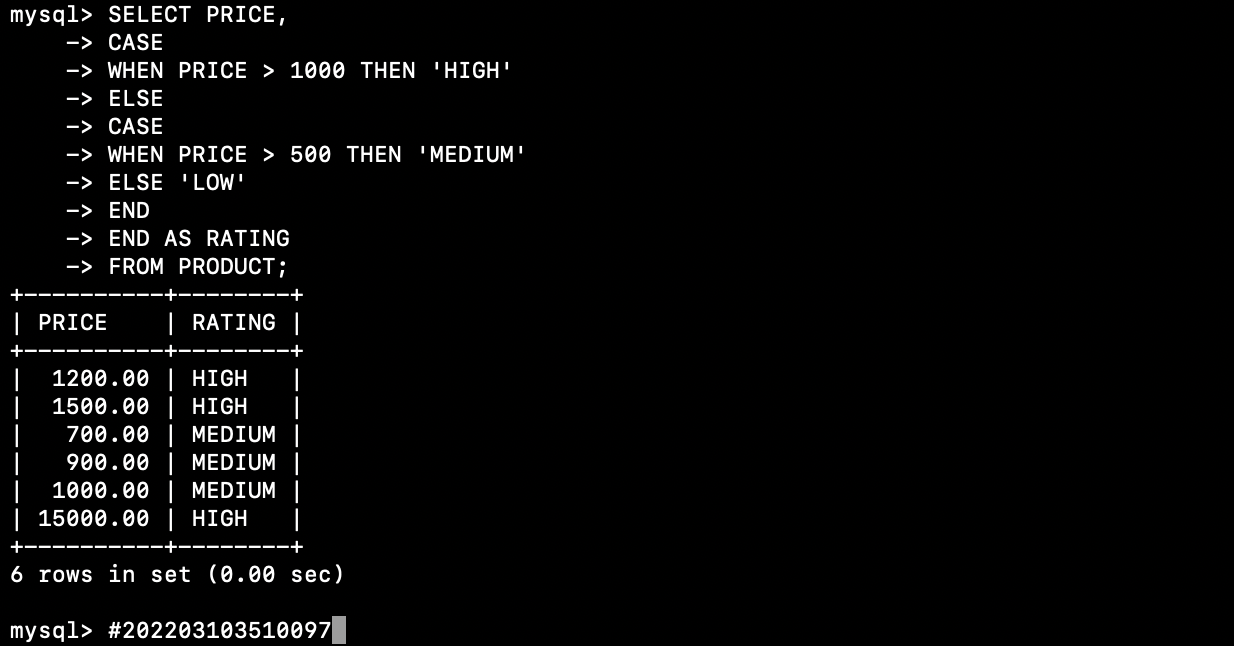 mysql> SELECT PRICE,
    -> CASE
    -> WHEN PRICE > 1000 THEN 'HIGH'
    -> ELSE
    -> CASE
    -> WHEN PRICE > 500 THEN 'MEDIUM'
    -> ELSE 'LOW'
    -> END
    -> END AS RATING
    -> FROM PRODUCT;
+----------+--------+
| PRICE    | RATING |
+----------+--------+
|  1200.00 | HIGH   |
|  1500.00 | HIGH   |
|   700.00 | MEDIUM |
|   900.00 | MEDIUM |
|  1000.00 | MEDIUM |
| 15000.00 | HIGH   |
+----------+--------+
6 rows in set (0.00 sec)

mysql> #202203103510097